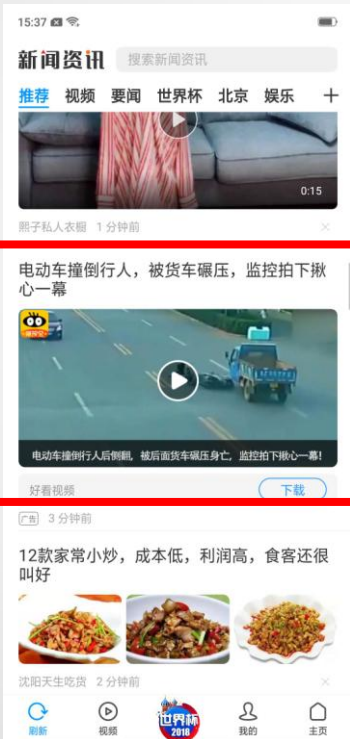 15:37
新闻资讯
搜索新闻资讯
推荐 视频 要闻 世界杯 北京 娱乐
0:15
熙子私人衣橱 1 分钟前
电动车撞倒行人，被货车碾压，监控拍下揪
心一幕
电动车撞倒行人后倒翻，被后面货车碾压身亡，监控拍下揪心一幕!
好看视频
下载
广告 3 分钟前
12款家常小炒，成本低，利润高，食客还很
叫好
沈阳天生吃货 2 分钟前
世界杯
2018
刷新 视频 我的 主页